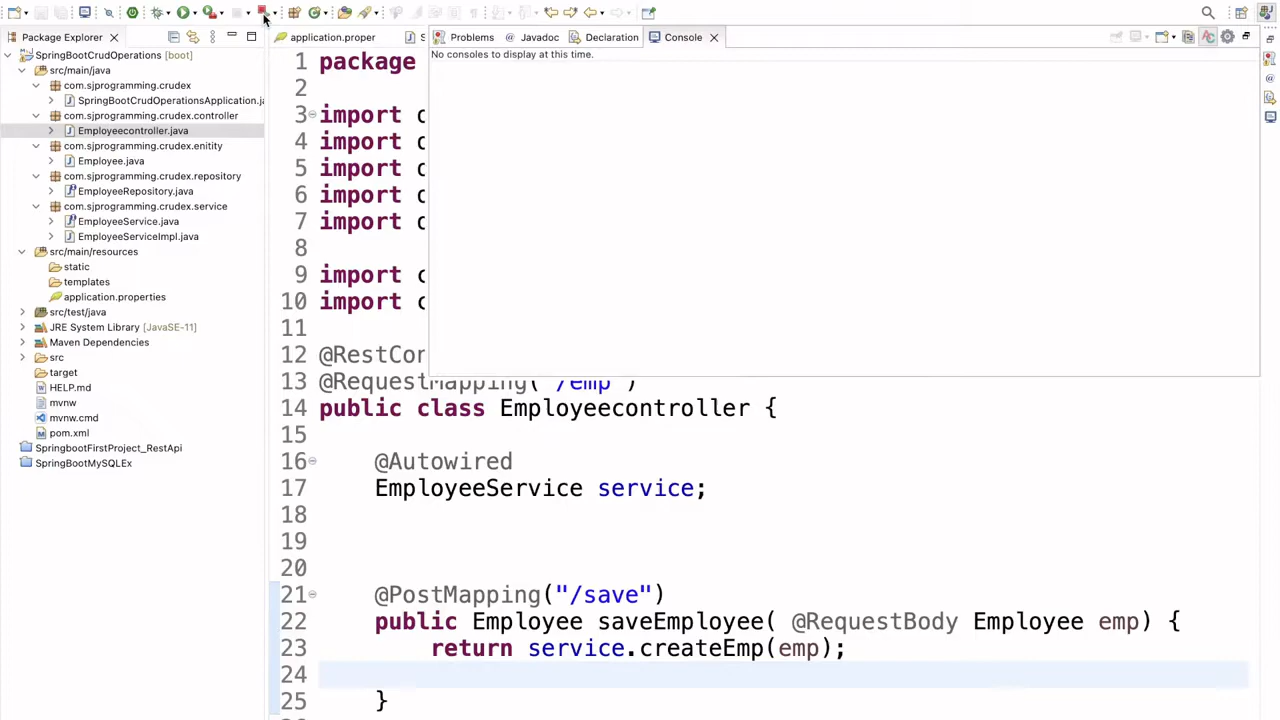 Package Explorer
SpringBootCrudOperations [boot]
src/main/java
com.sjprogramming.crudex
SpringBootCrudOperationsApplication.ja
com.sjprogramming.crudex.controller
Employeecontroller.java
com.sjprogramming.crudex.enitity
Employee.java
com.sjprogramming.crudex.repository
EmployeeRepository.java
com.sjprogramming.crudex.service
EmployeeService.java
EmployeeServiceImpl.java
src/main/resources
static
templates
application.properties
src/test/java
JRE System Library [JavaSE-11]
Maven Dependencies
src
target
HELP.md
mvnw
mvnw.cmd
pom.xml
SpringbootFirstProject_RestApi
SpringBootMySQLEx
application.proper
Problems @ Javadoc Declaration Console
No consoles to display at this time.
1 package
2
3 import
4 import
5 import
6 import
7 import
8
9 import
10 import
11
12 @RestCon
13 @RequestMapping("/emp")
14 public class Employeecontroller {
15
16 @Autowired
17 EmployeeService service;
18
19
20
21 @PostMapping("/save")
22 public Employee saveEmployee( @RequestBody Employee emp) {
23 return service.createEmp(emp);
24
25 }